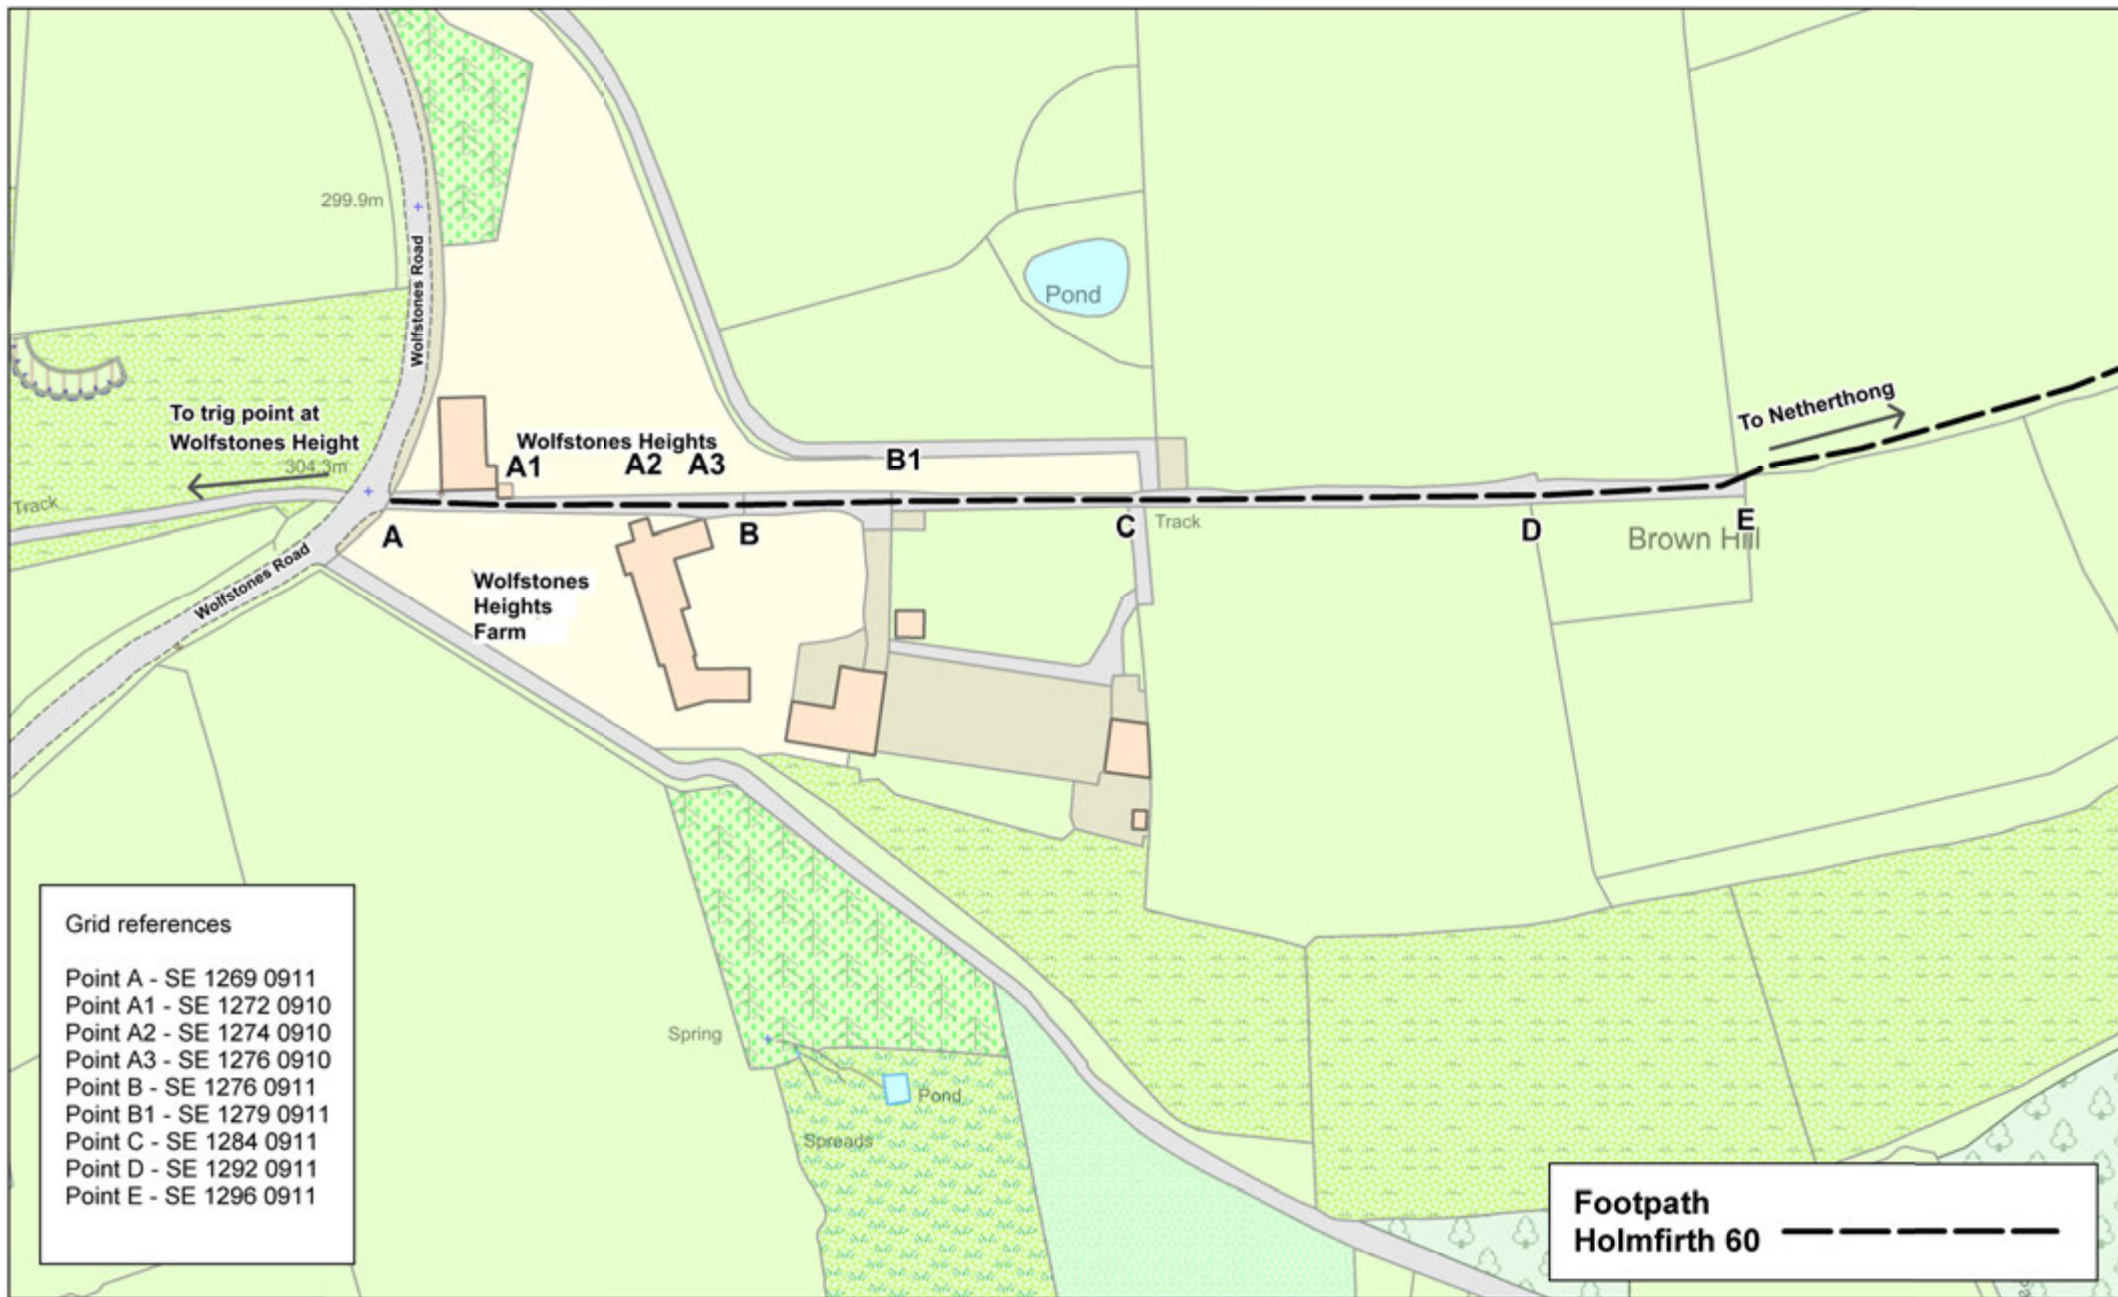 299.9m
Wolfstones Road
Pond
To trig point at
Wolfstones Height
304.3m
Track
Wolfstones Heights
A1
A2
A3
B1
To Netherthong
A
B
C
Track
D
E
Brown Hill
Wolfstones Road
Wolfstones
Heights
Farm
Grid references
Point A - SE 1269 0911
Point A1 - SE 1272 0910
Point A2 - SE 1274 0910
Point A3 - SE 1276 0910
Point B - SE 1276 0911
Point B1 - SE 1279 0911
Point C - SE 1284 0911
Point D - SE 1292 0911
Point E - SE 1296 0911
Spring
Pond
Spreads
Footpath
Holmfirth 60